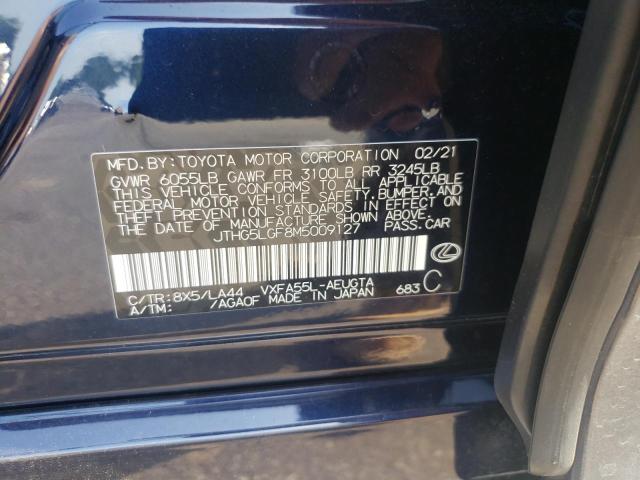 MFD. BY: TOYOTA MOTOR CORPORATION 02/21
GVWR 6055LB GAWR FR 3100LB RR 3245LB
THIS VEHICLE CONFORMS TO ALL APPLICABLE
FEDERAL MOTOR VEHICLE SAFETY, BUMPER, AND
THEFT PREVENTION STANDARDS IN EFFECT ON
THE DATE OF MANUFACTURE SHOWN ABOVE.
JTHG5LGF8M5009127 PASS. CAR
C/TR: 8X5/LA44 VXFA55L-AEUGTA
A/TM: /AGAOF MADE IN JAPAN 683 C